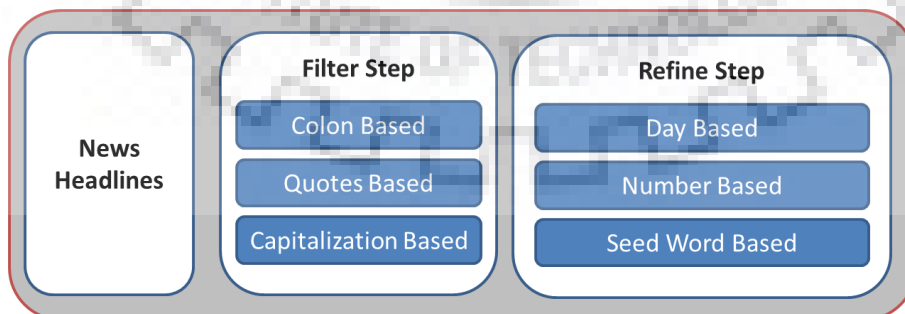 News
Headlines
Filter Step
Colon Based
Quotes Based
Capitalization Based
Refine Step
Day Based
Number Based
Seed Word Based